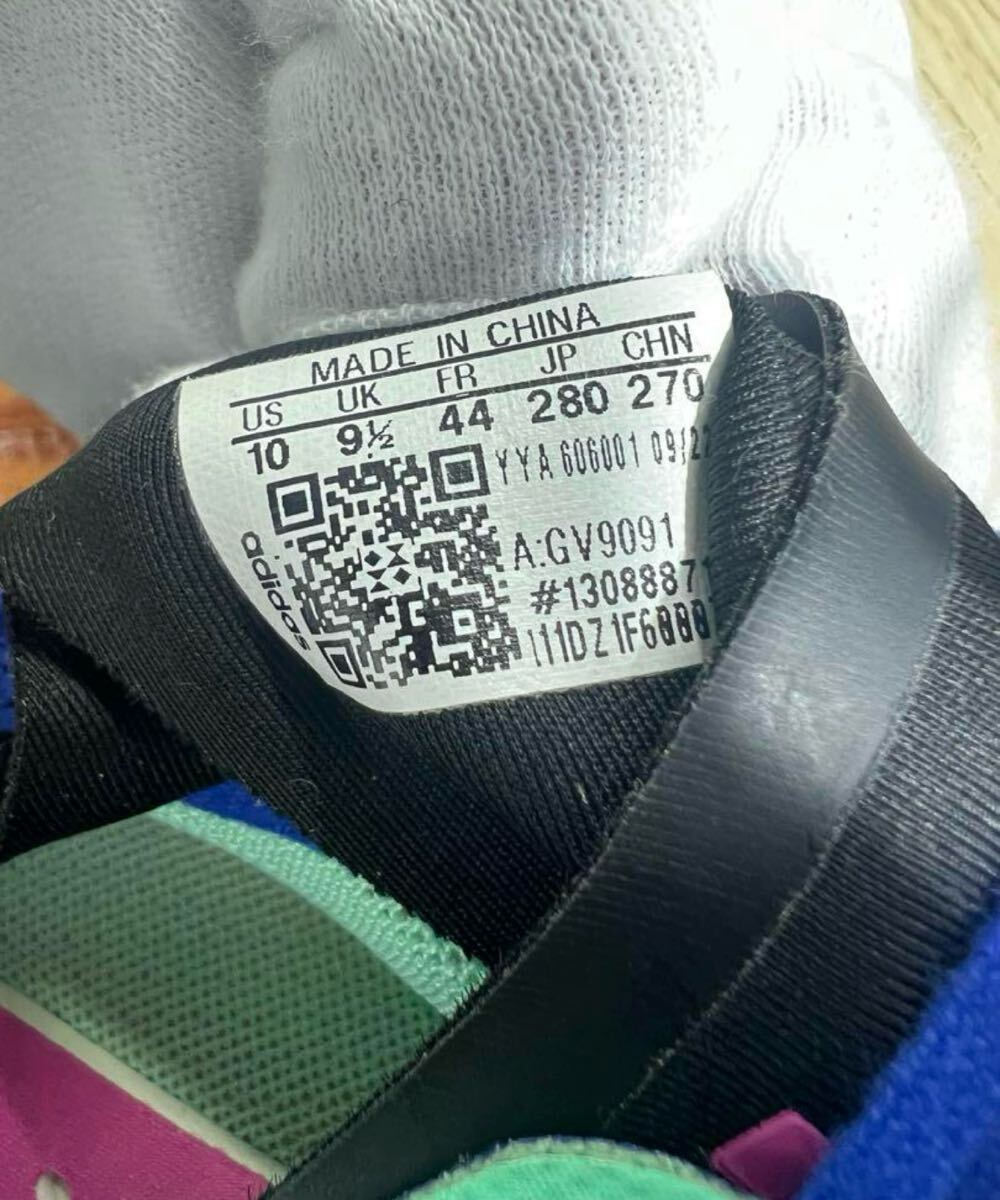 MADE IN CHINA
US UK FR JP CHN
10 9½ 44 280 270
YYA 606001 09/2
A:GV9091
#1308887
adidas